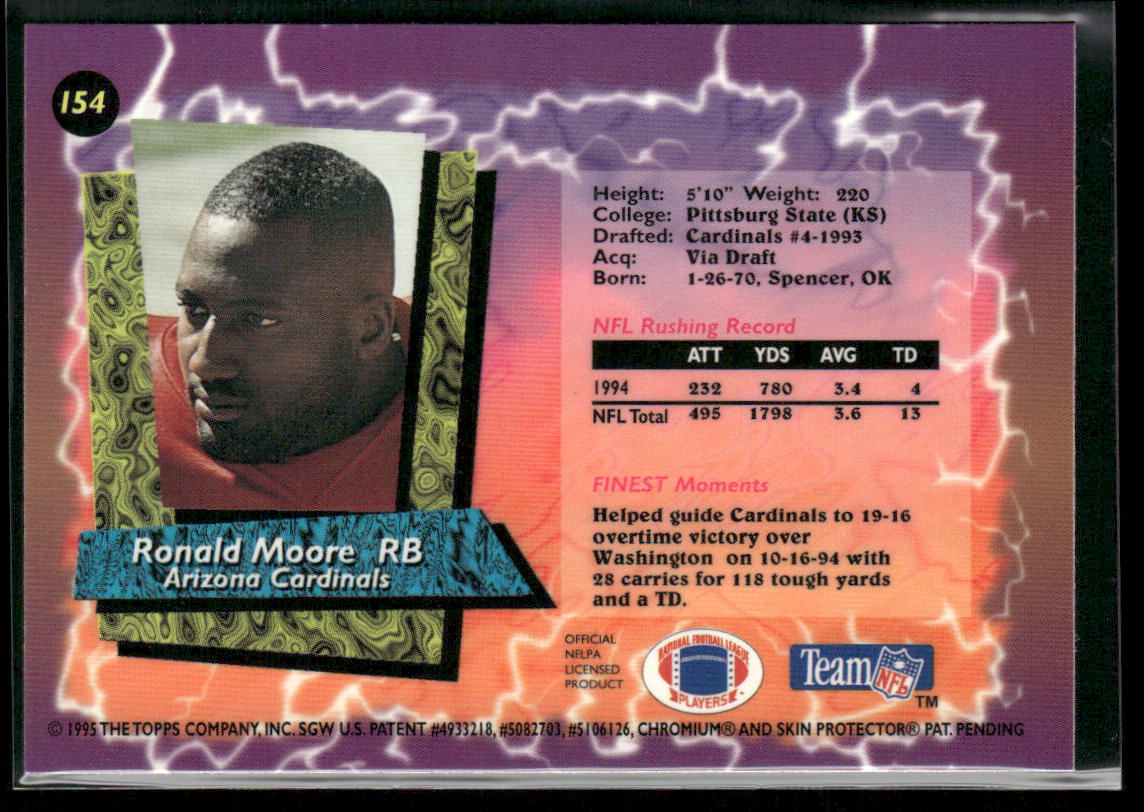 154
Height: 5'10" Weight: 220
College: Pittsburg State (KS)
Drafted: Cardinals #4-1993
Acq: Via Draft
Born: 1-26-70, Spencer, OK
NFL Rushing Record
ATT YDS AVG TD
1994 232 780 3.4 4
NFL Total 495 1798 3.6 13
FINEST Moments
Helped guide Cardinals to 19-16
overtime victory over
Washington on 10-16-94 with
28 carries for 118 tough yards
and a TD.
Ronald Moore RB
Arizona Cardinals
OFFICIAL
NFLPA
LICENSED
PRODUCT
NATIONAL FOOTBALL LEAGUE
PLAYERS
Team NFL TM
© 1995 THE TOPPS COMPANY, INC. SGW U.S. PATENT #4933218, #5082703, #5106126, CHROMIUM® AND SKIN PROTECTOR® PAT. PENDING